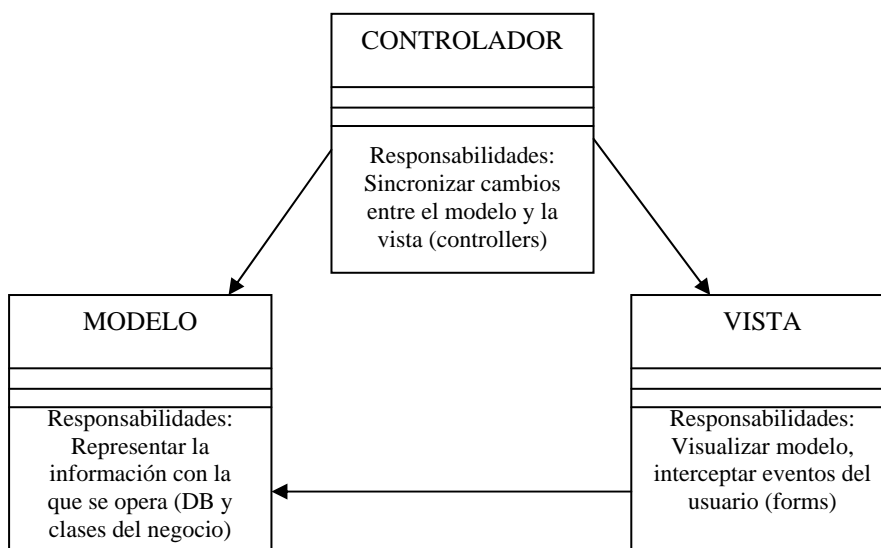 CONTROLADOR
Responsabilidades:
Sincronizar cambios
entre el modelo y la
vista (controllers)
MODELO
Responsabilidades:
Representar la
información con la
que se opera (DB y
clases del negocio)
VISTA
Responsabilidades:
Visualizar modelo,
interceptar eventos del
usuario (forms)